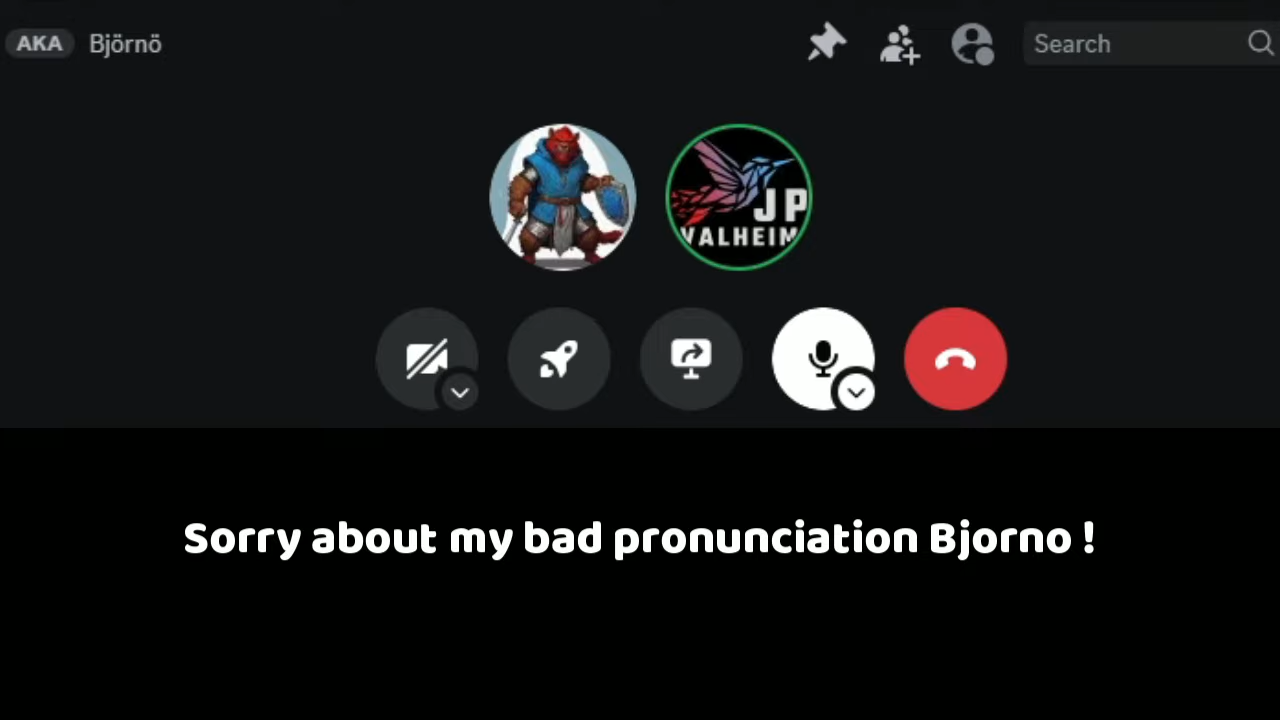 AKA Björnö
Search
JP
VALHEIM
Sorry about my bad pronunciation Bjorno !